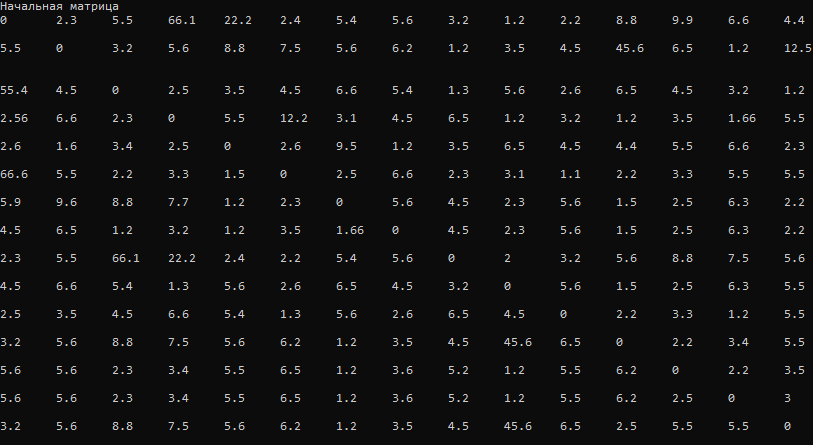 Начальная матрица
0 2.3 5.5 66.1 22.2 2.4 5.4 5.6 3.2 1.2 2.2 8.8 9.9 6.6 4.4
5.5 0 3.2 5.6 8.8 7.5 5.6 6.2 1.2 3.5 4.5 45.6 6.5 1.2 12.5
55.4 4.5 0 2.5 3.5 4.5 6.6 5.4 1.3 5.6 2.6 6.5 4.5 3.2 1.2
2.56 6.6 2.3 0 5.5 12.2 3.1 4.5 6.5 1.2 3.2 1.2 3.5 1.66 5.5
2.6 1.6 3.4 2.5 0 2.6 9.5 1.2 3.5 6.5 4.5 4.4 5.5 6.6 2.3
66.6 5.5 2.2 3.3 1.5 0 2.5 6.6 2.3 3.1 1.1 2.2 3.3 5.5 5.5
5.9 9.6 8.8 7.7 1.2 2.3 0 5.6 4.5 2.3 5.6 1.5 2.5 6.3 2.2
4.5 6.5 1.2 3.2 1.2 3.5 1.66 0 4.5 2.3 5.6 1.5 2.5 6.3 2.2
2.3 5.5 66.1 22.2 2.4 2.2 5.4 5.6 0 2 3.2 5.6 8.8 7.5 5.6
4.5 6.6 5.4 1.3 5.6 2.6 6.5 4.5 3.2 0 5.6 1.5 2.5 6.3 5.5
2.5 3.5 4.5 6.6 5.4 1.3 5.6 2.6 6.5 4.5 0 2.2 3.3 1.2 5.5
3.2 5.6 8.8 7.5 5.6 6.2 1.2 3.5 4.5 45.6 6.5 0 2.2 3.4 5.5
5.6 5.6 2.3 3.4 5.5 6.5 1.2 3.6 5.2 1.2 5.5 6.2 0 2.2 3.5
5.6 5.6 2.3 3.4 5.5 6.5 1.2 3.6 5.2 1.2 5.5 6.2 2.5 0 3
3.2 5.6 8.8 7.5 5.6 6.2 1.2 3.5 4.5 45.6 6.5 2.5 5.5 5.5 0